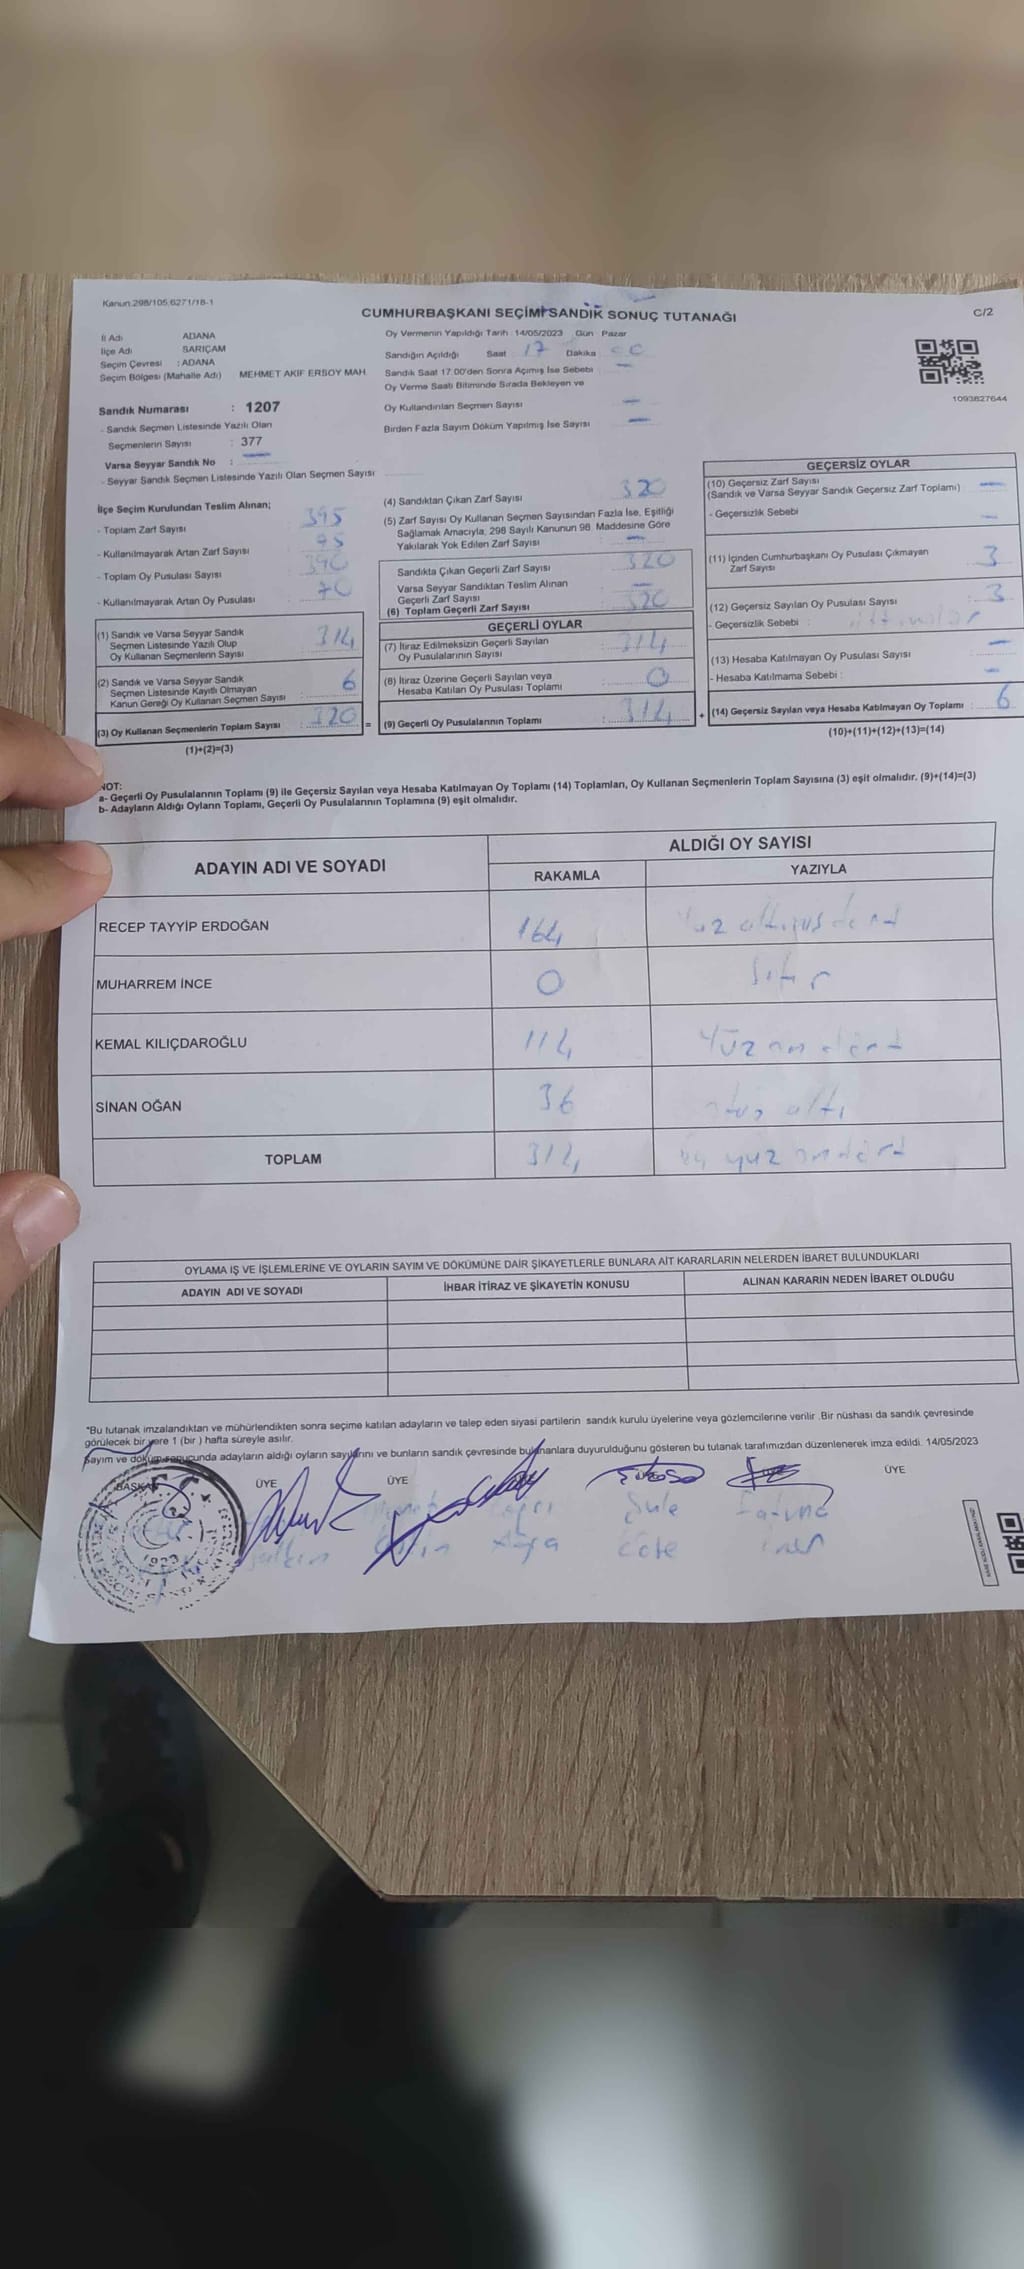 Kanun:298/105,6271/18-1
CUMHURBAŞKANI SEÇİMİ SANDIK SONUÇ TUTANAĞI
C/2
İl Adı ADANA
İlçe Adı SARIÇAM
Seçim Çevresi : ADANA
Seçim Bölgesi (Mahalle Adı) MEHMET AKİF ERSOY MAH.
Oy Vermenin Yapıldığı Tarih : 14/05/2023 Gün : Pazar
Sandığın Açıldığı Saat : 17 Dakika : 00
Sandık Saat 17:00'den Sonra Açımış İse Sebebi : —
Oy Verme Saati Bitiminde Sırada Bekleyen ve
Oy Kullandırılan Seçmen Sayısı —
Birden Fazla Sayım Döküm Yapılmış İse Sayısı —
1093827644
Sandık Numarası : 1207
- Sandık Seçmen Listesinde Yazılı Olan
Seçmenlerin Sayısı : 377
Varsa Seyyar Sandık No : —
- Seyyar Sandık Seçmen Listesinde Yazılı Olan Seçmen Sayısı
İlçe Seçim Kurulundan Teslim Alınan;
- Toplam Zarf Sayısı 395
- Kullanılmayarak Artan Zarf Sayısı 75
- Toplam Oy Pusulası Sayısı 390
- Kullanılmayarak Artan Oy Pusulası 70
(1) Sandık ve Varsa Seyyar Sandık
Seçmen Listesinde Yazılı Olup
Oy Kullanan Seçmenlerin Sayısı 314
(2) Sandık ve Varsa Seyyar Sandık
Seçmen Listesinde Kayıtlı Olmayan
Kanun Gereği Oy Kullanan Seçmen Sayısı : 6
(3) Oy Kullanan Seçmenlerin Toplam Sayısı : 320 =
(1)+(2)=(3)
(4) Sandıktan Çıkan Zarf Sayısı 320
(5) Zarf Sayısı Oy Kullanan Seçmen Sayısından Fazla İse, Eşitliği
Sağlamak Amacıyla; 298 Sayılı Kanunun 98. Maddesine Göre
Yakılarak Yok Edilen Zarf Sayısı —
Sandıkta Çıkan Geçerli Zarf Sayısı 320
Varsa Seyyar Sandıktan Teslim Alınan
Geçerli Zarf Sayısı —
(6) Toplam Geçerli Zarf Sayısı 320
GEÇERLİ OYLAR
(7) İtiraz Edilmeksizin Geçerli Sayılan
Oy Pusulalarının Sayısı : 314
(8) İtiraz Üzerine Geçerli Sayılan veya
Hesaba Katılan Oy Pusulası Toplamı : 0
(9) Geçerli Oy Pusulalarının Toplamı : 314 +
GEÇERSİZ OYLAR
(10) Geçersiz Zarf Sayısı
(Sandık ve Varsa Seyyar Sandık Geçersiz Zarf Toplamı) —
- Geçersizlik Sebebi —
(11) İçinden Cumhurbaşkanı Oy Pusulası Çıkmayan
Zarf Sayısı 3
(12) Geçersiz Sayılan Oy Pusulası Sayısı : 3
- Geçersizlik Sebebi :
(13) Hesaba Katılmayan Oy Pusulası Sayısı —
- Hesaba Katılmama Sebebi : —
(14) Geçersiz Sayılan veya Hesaba Katılmayan Oy Toplamı : 6
(10)+(11)+(12)+(13)=(14)
NOT:
a- Geçerli Oy Pusulalarının Toplamı (9) ile Geçersiz Sayılan veya Hesaba Katılmayan Oy Toplamı (14) Toplamları, Oy Kullanan Seçmenlerin Toplam Sayısına (3) eşit olmalıdır. (9)+(14)=(3)
b- Adayların Aldığı Oyların Toplamı, Geçerli Oy Pusulalarının Toplamına (9) eşit olmalıdır.
ADAYIN ADI VE SOYADI ALDIĞI OY SAYISI
RAKAMLA YAZIYLA
RECEP TAYYİP ERDOĞAN 164 Yüz altmış dört
MUHARREM İNCE 0 Sıfır
KEMAL KILIÇDAROĞLU 114 Yüz on dört
SİNAN OĞAN 36 otuz altı
TOPLAM 314 üç yüz on dört
OYLAMA İŞ VE İŞLEMLERİNE VE OYLARIN SAYIM VE DÖKÜMÜNE DAİR ŞİKAYETLERLE BUNLARA AİT KARARLARIN NELERDEN İBARET BULUNDUKLARI
ADAYIN ADI VE SOYADI İHBAR İTİRAZ VE ŞİKAYETİN KONUSU ALINAN KARARIN NEDEN İBARET OLDUĞU
*Bu tutanak imzalandıktan ve mühürlendikten sonra seçime katılan adayların ve talep eden siyasi partilerin sandık kurulu üyelerine veya gözlemcilerine verilir .Bir nüshası da sandık çevresinde
görülecek bir yere 1 (bir ) hafta süreyle asılır.
Sayım ve döküm sonucunda adayların aldığı oyların sayılarını ve bunların sandık çevresinde bulunanlara duyurulduğunu gösteren bu tutanak tarafımızdan düzenlenerek imza edildi. 14/05/2023
BAŞKAN ÜYE ÜYE ÜYE
Şule Fatma
1923